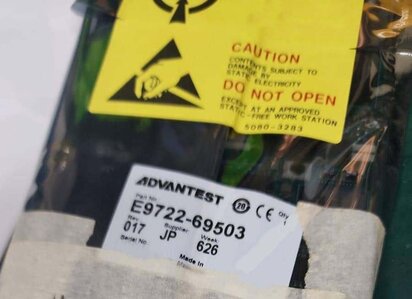 CAUTION
CONTENTS SUBJECT TO
DAMAGE BY
STATIC ELECTRICITY
DO NOT OPEN
EXCEPT AT AN APPROVED
STATIC-FREE WORK STATION
5080-3283
ADVANTEST 20 CE Qty 1
Part No.
E9722-69503
Rev. Supplier Week
017 JP 626
Serial No.
Made In